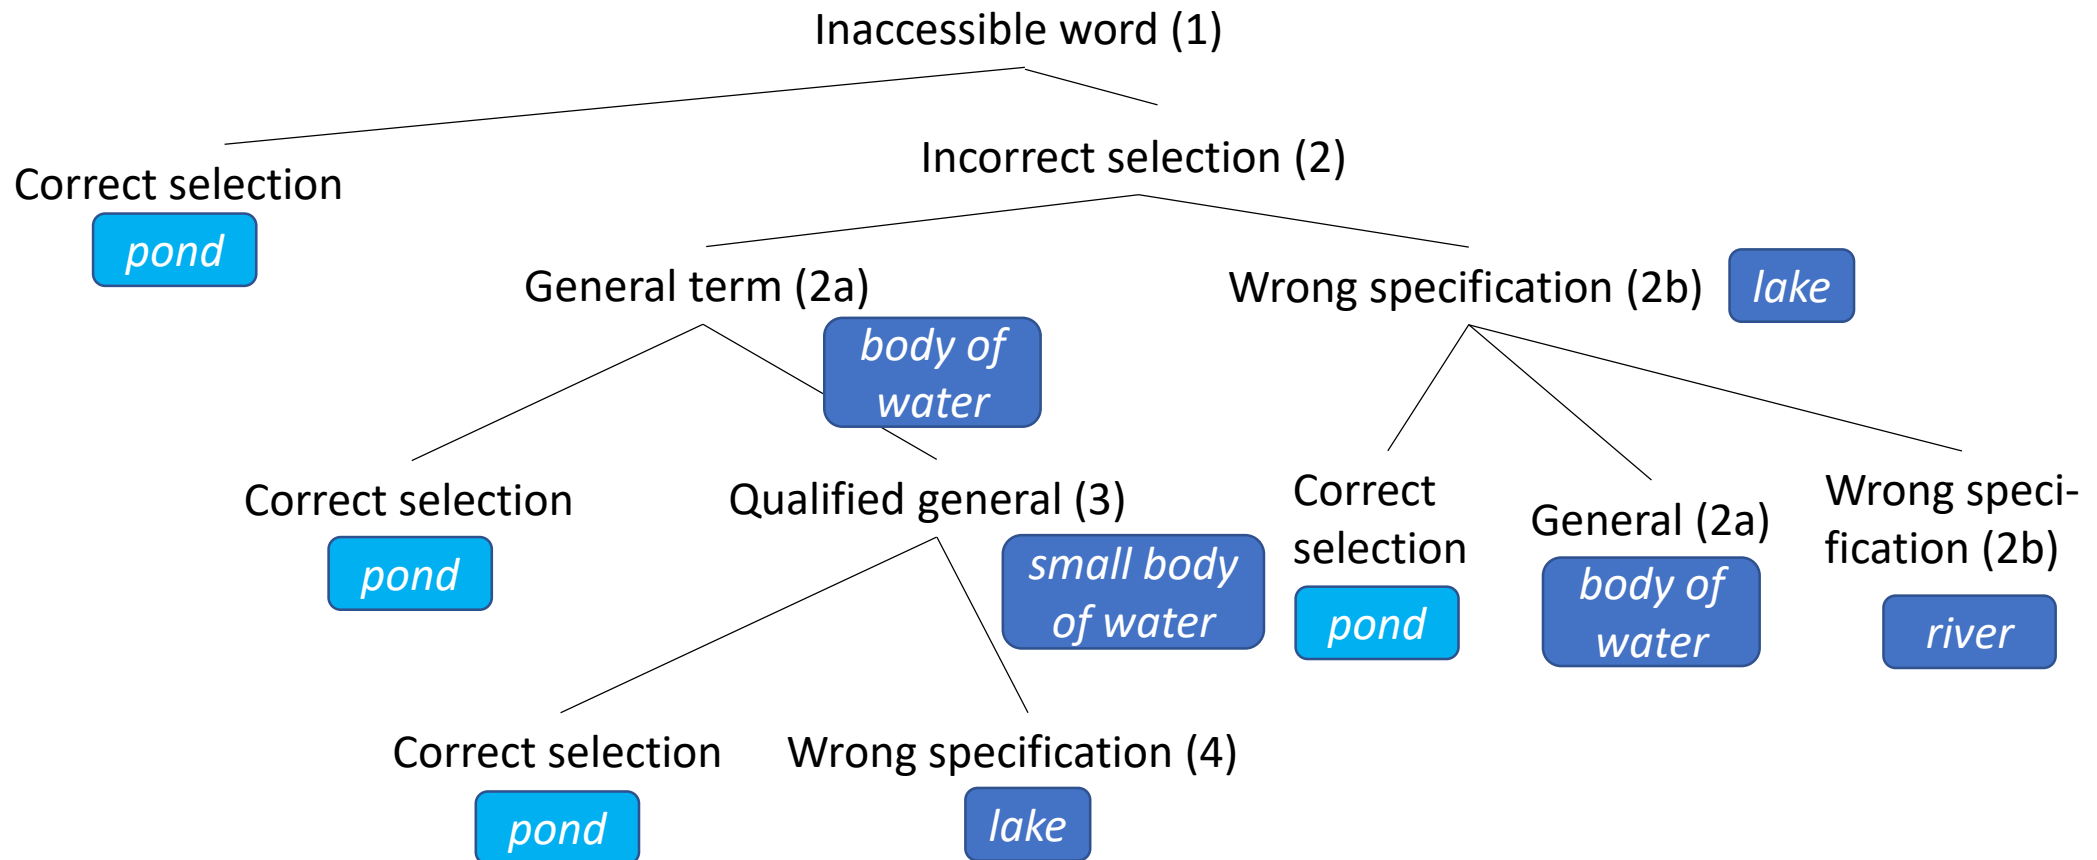 Inaccessible word (1)
Correct selection
pond
Incorrect selection (2)
General term (2a)
body of
water
Wrong specification (2b)
lake
Correct selection
pond
Qualified general (3)
small body
of water
Correct
selection
pond
General (2a)
body of
water
Wrong speci-
fication (2b)
river
Correct selection
pond
Wrong specification (4)
lake